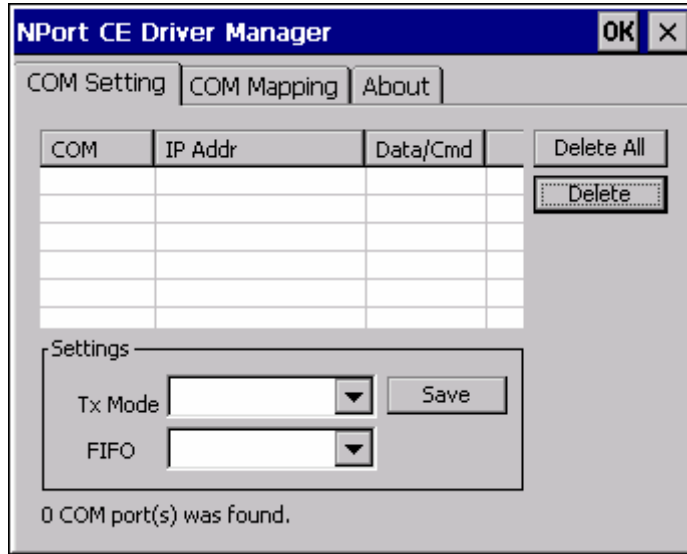 NPort CE Driver Manager OK ×
COM Setting COM Mapping About
COM IP Addr Data/Cmd Delete All
Delete
Settings
Tx Mode Save
FIFO
0 COM port(s) was found.